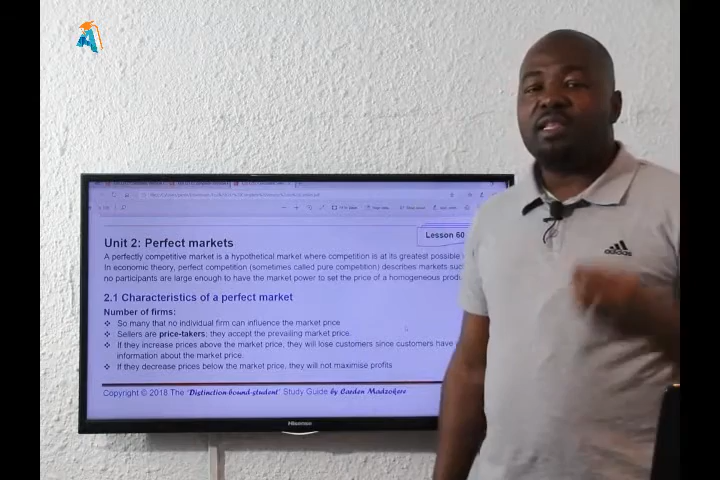 Lesson 60
Unit 2: Perfect markets
A perfectly competitive market is a hypothetical market where competition is at its greatest possible
In economic theory, perfect competition (sometimes called pure competition) describes markets suc
no participants are large enough to have the market power to set the price of a homogeneous produ
2.1 Characteristics of a perfect market
Number of firms:
❖ So many that no individual firm can influence the market price
❖ Sellers are price-takers: they accept the prevailing market price.
❖ If they increase prices above the market price, they will lose customers since customers have
information about the market price.
❖ If they decrease prices below the market price, they will not maximise profits
Copyright © 2018 The "Distinction-bound-student" Study Guide by Carden Madzokere
Hisense
adidas